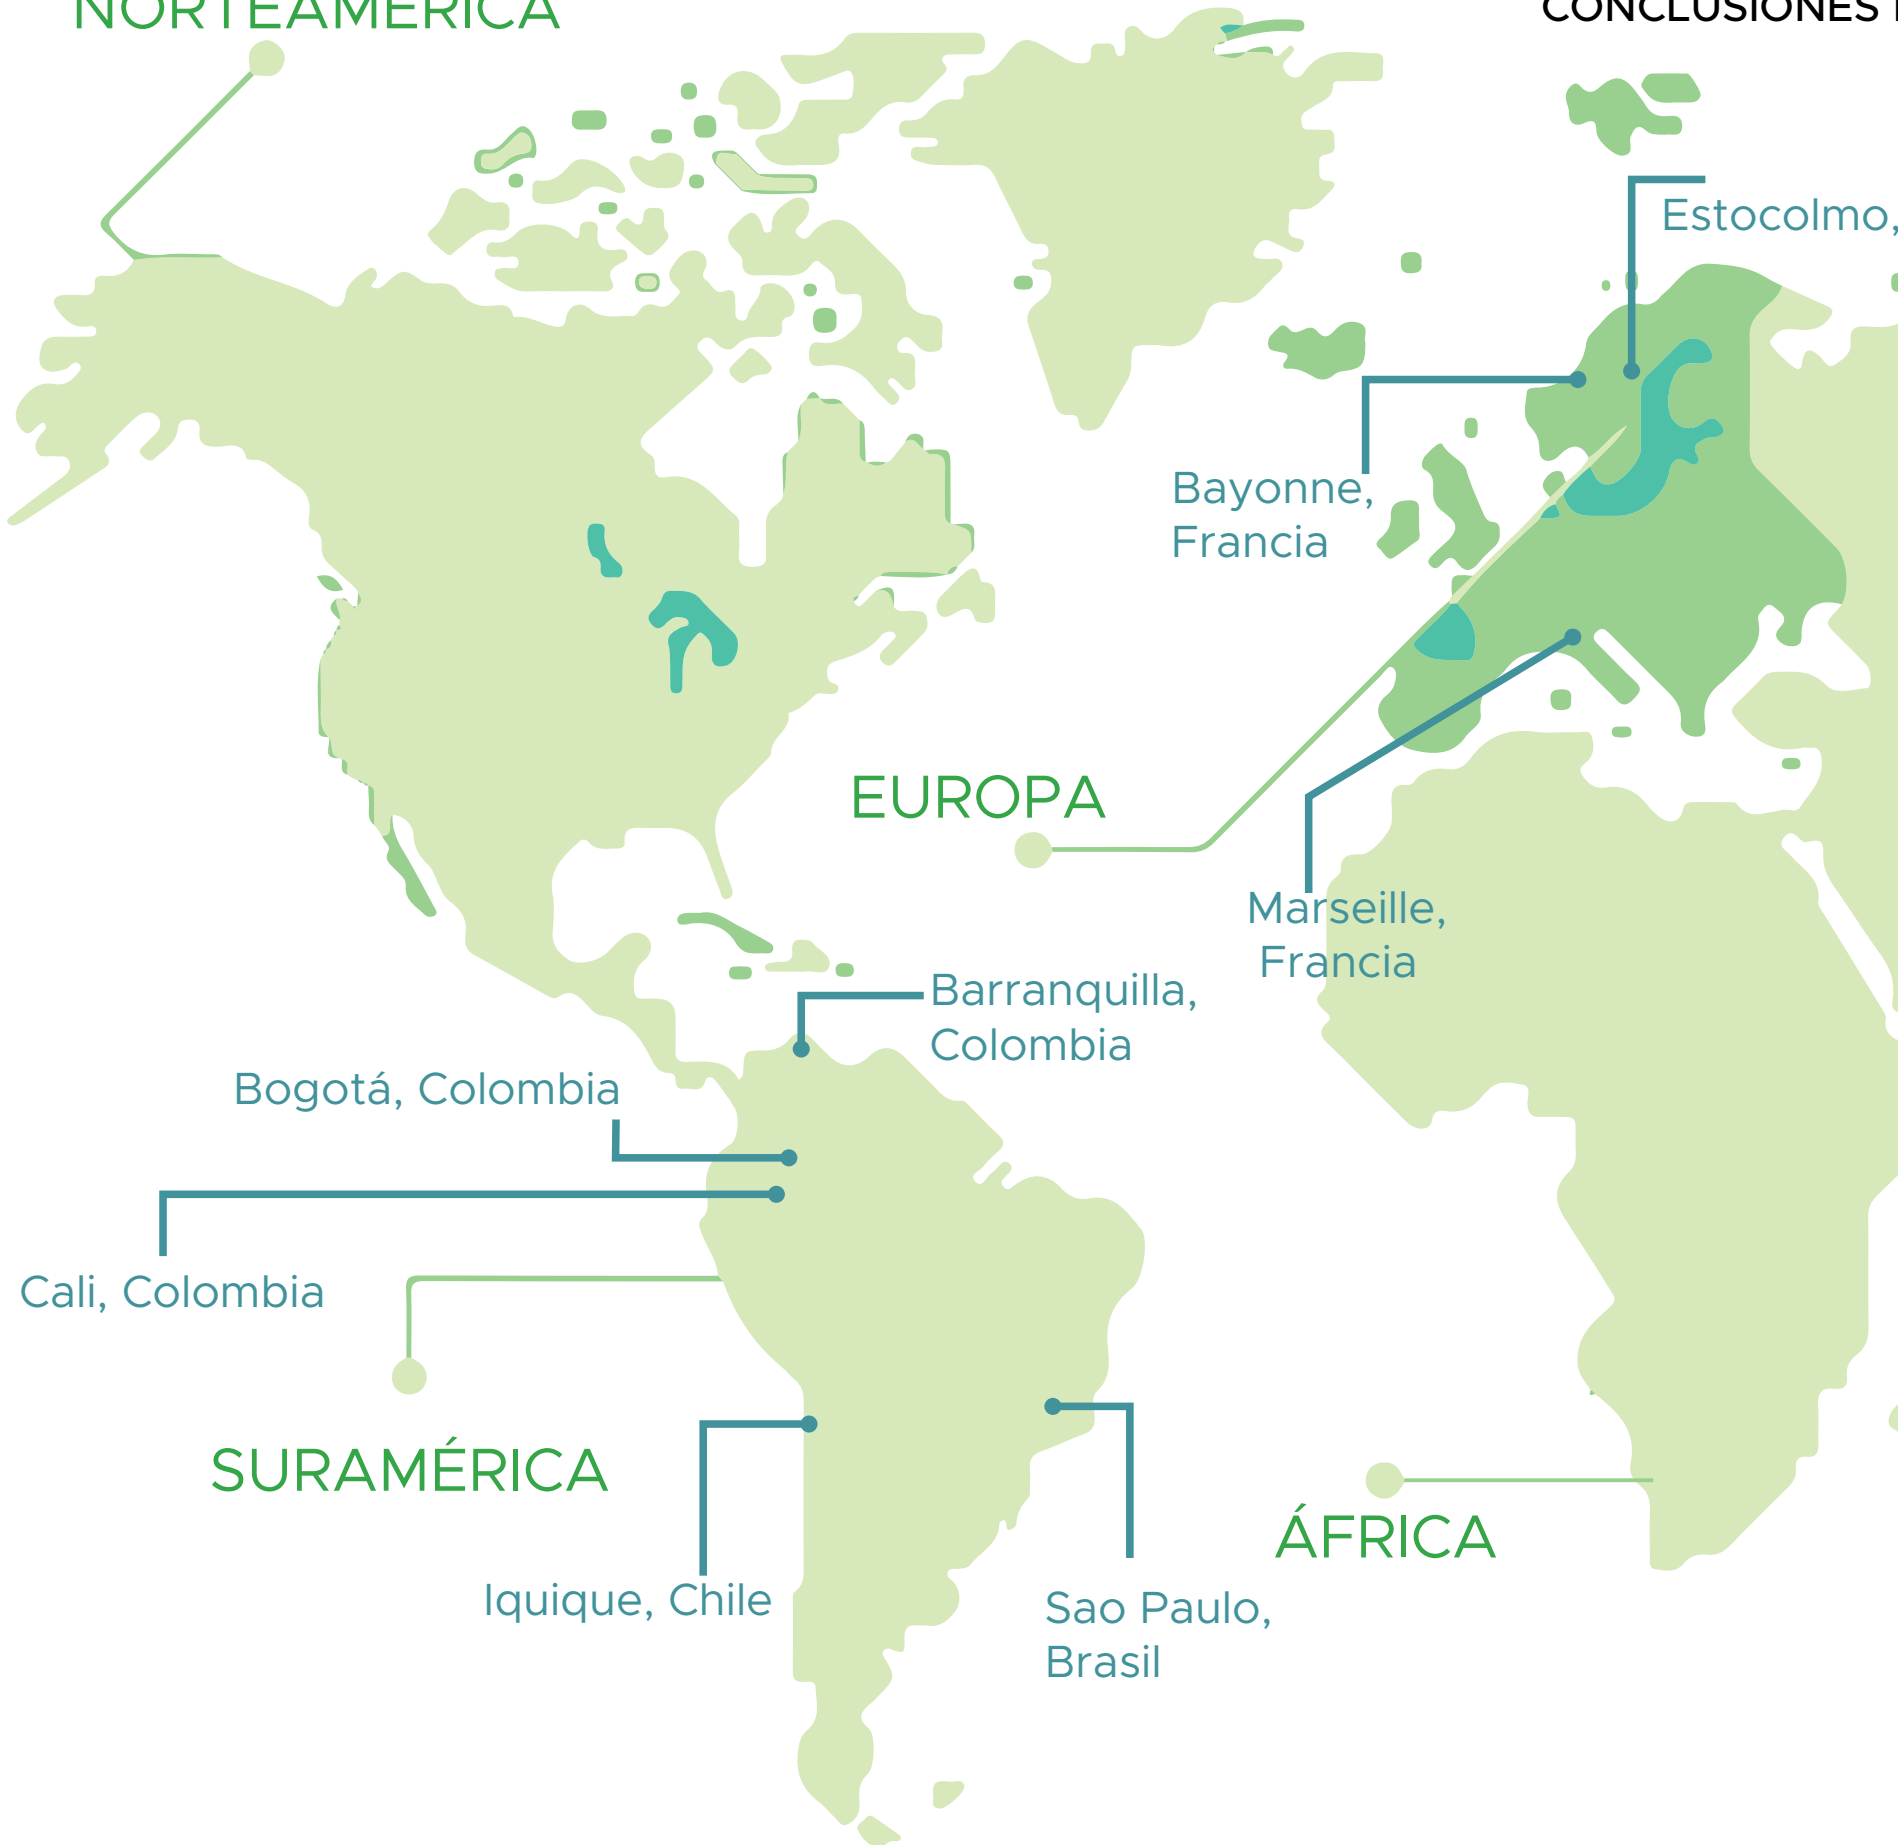 NORTEAMÉRICA
CONCLUSIONES
Estocolmo,
Bayonne,
Francia
EUROPA
Marseille,
Francia
Barranquilla,
Colombia
Bogotá, Colombia
Cali, Colombia
SURAMÉRICA
ÁFRICA
Iquique, Chile
Sao Paulo,
Brasil